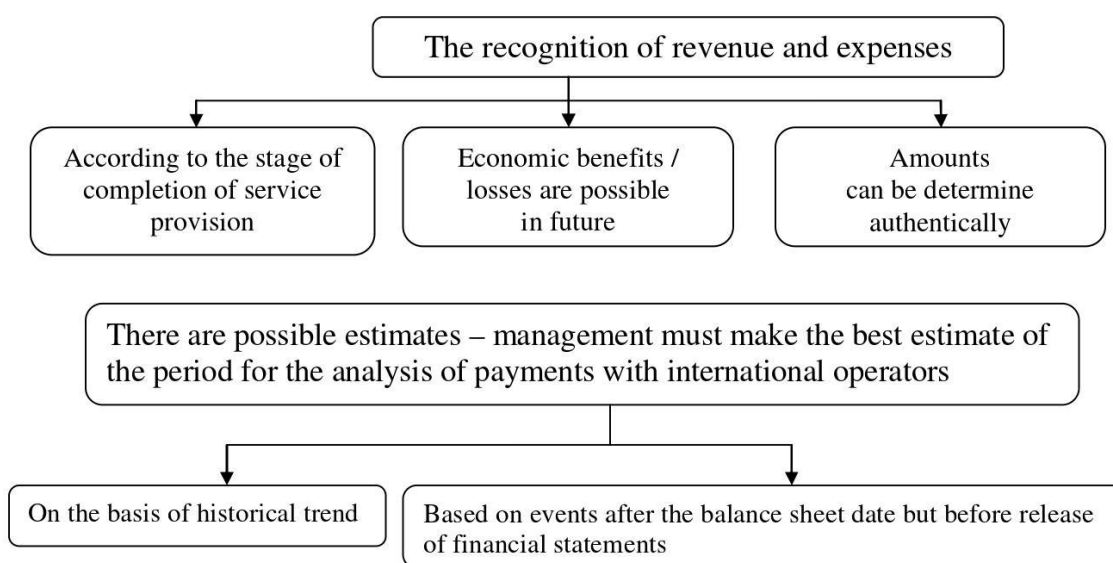 The recognition of revenue and expenses
According to the stage of
completion of service
provision
Economic benefits /
losses are possible
in future
Amounts
can be determine
authentically
There are possible estimates – management must make the best estimate of
the period for the analysis of payments with international operators
On the basis of historical trend
Based on events after the balance sheet date but before release
of financial statements